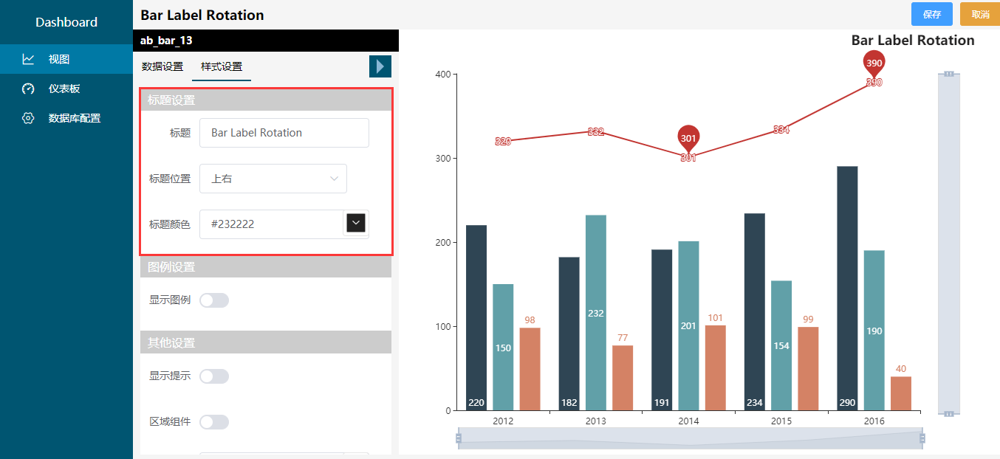 Dashboard
视图
仪表板
数据库配置
Bar Label Rotation
保存
取消
ab_bar_13
数据设置 样式设置
标题设置
标题 Bar Label Rotation
标题位置 上右
标题颜色 #232222
图例设置
显示图例
其他设置
显示提示
区域组件
Bar Label Rotation
390
400
390
301
320 332 301 334
300
200
100
0
220 150 98
182 232 77
191 201 101
234 154 99
290 190 40
2012 2013 2014 2015 2016